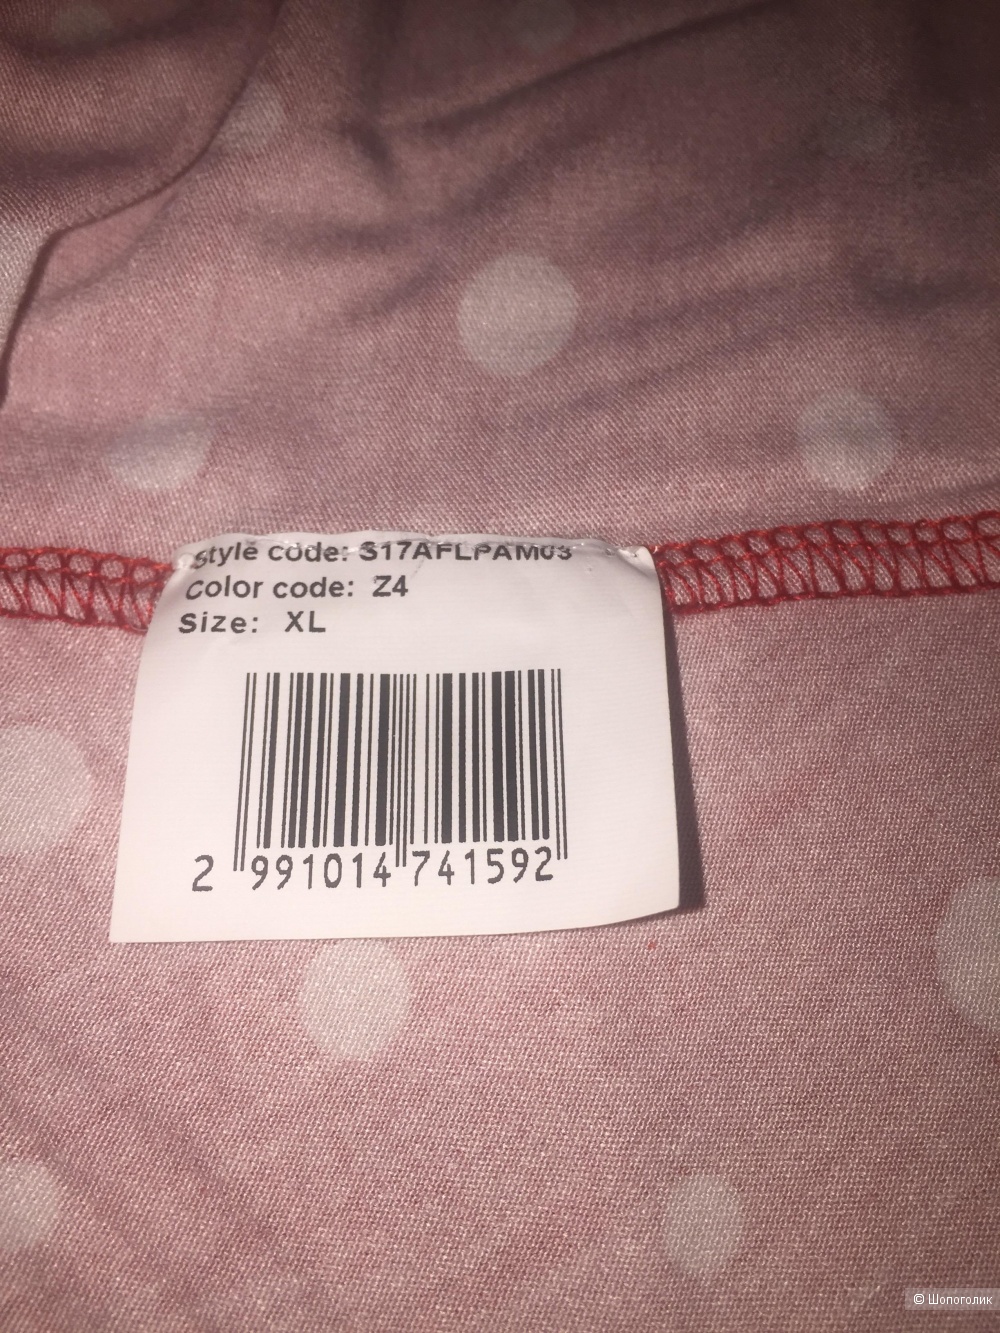 Style code: S17AFLPAM03
Color code: Z4
Size: XL
2 991014 741592
© Шопоголик